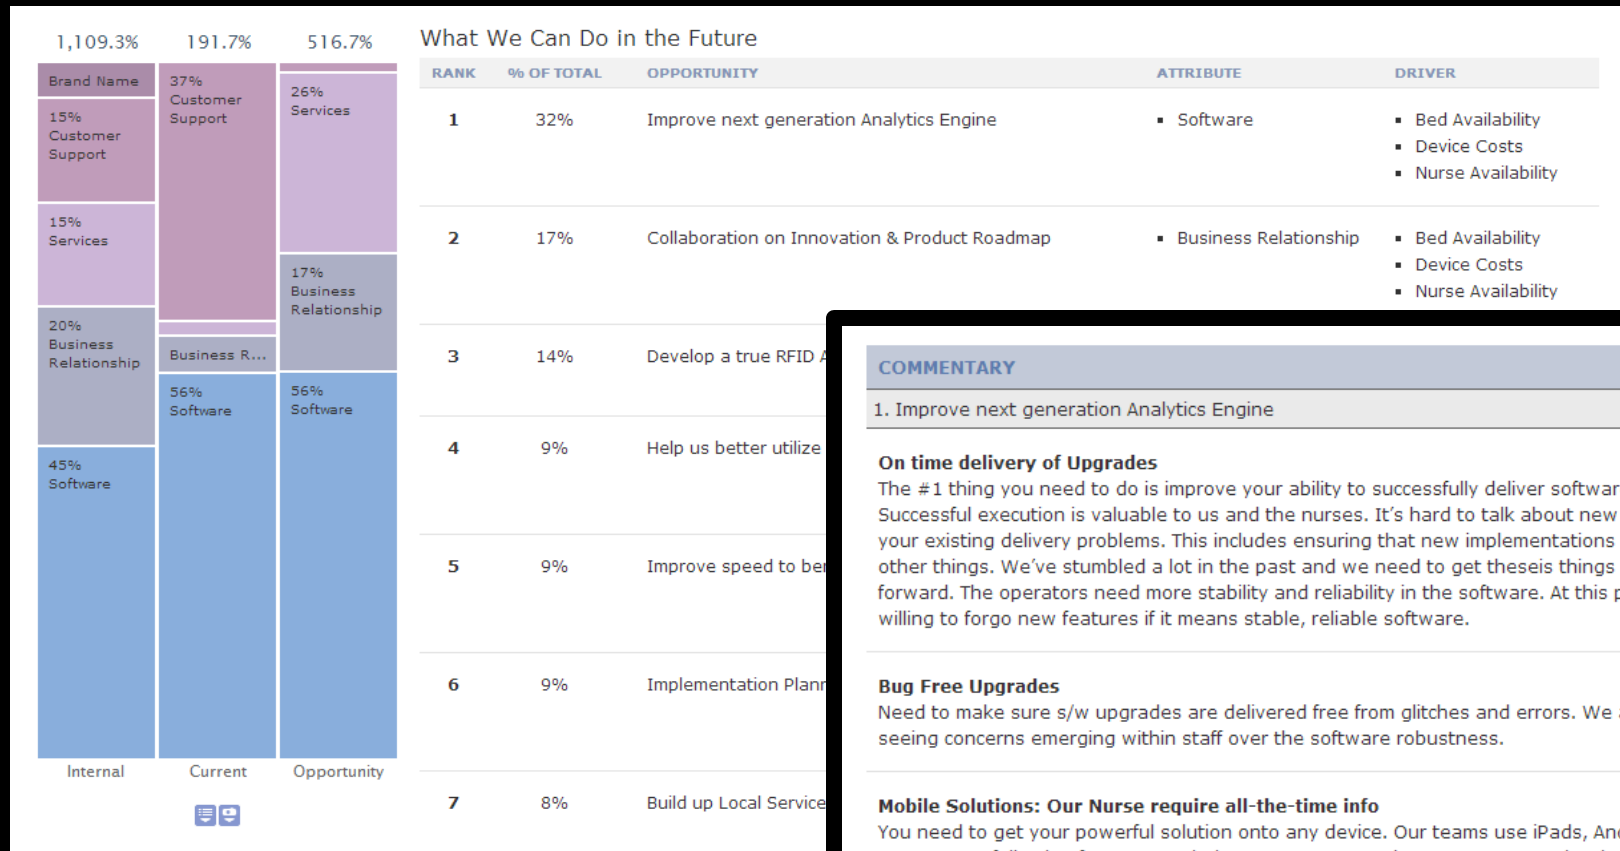 1,109.3% 191.7% 516.7%
Brand Name
15%
Customer
Support
15%
Services
20%
Business
Relationship
45%
Software
Internal
37%
Customer
Support
Business R...
56%
Software
Current
26%
Services
17%
Business
Relationship
56%
Software
Opportunity
What We Can Do in the Future
RANK % OF TOTAL OPPORTUNITY ATTRIBUTE DRIVER
1 32% Improve next generation Analytics Engine ▪ Software ▪ Bed Availability
▪ Device Costs
▪ Nurse Availability
2 17% Collaboration on Innovation & Product Roadmap ▪ Business Relationship ▪ Bed Availability
▪ Device Costs
▪ Nurse Availability
3 14% Develop a true RFID
4 9% Help us better utilize
5 9% Improve speed to
6 9% Implementation
7 8% Build up Local Service
COMMENTARY
1. Improve next generation Analytics Engine
On time delivery of Upgrades
The #1 thing you need to do is improve your ability to successfully deliver
Successful execution is valuable to us and the nurses. It's hard to talk about new
your existing delivery problems. This includes ensuring that new implementations
other things. We've stumbled a lot in the past and we need to get theseis things
forward. The operators need more stability and reliability in the software. At this
willing to forgo new features if it means stable, reliable software.
Bug Free Upgrades
Need to make sure s/w upgrades are delivered free from glitches and errors. We
seeing concerns emerging within staff over the software robustness.
Mobile Solutions: Our Nurse require all-the-time info
You need to get your powerful solution onto any device. Our teams use iPads,